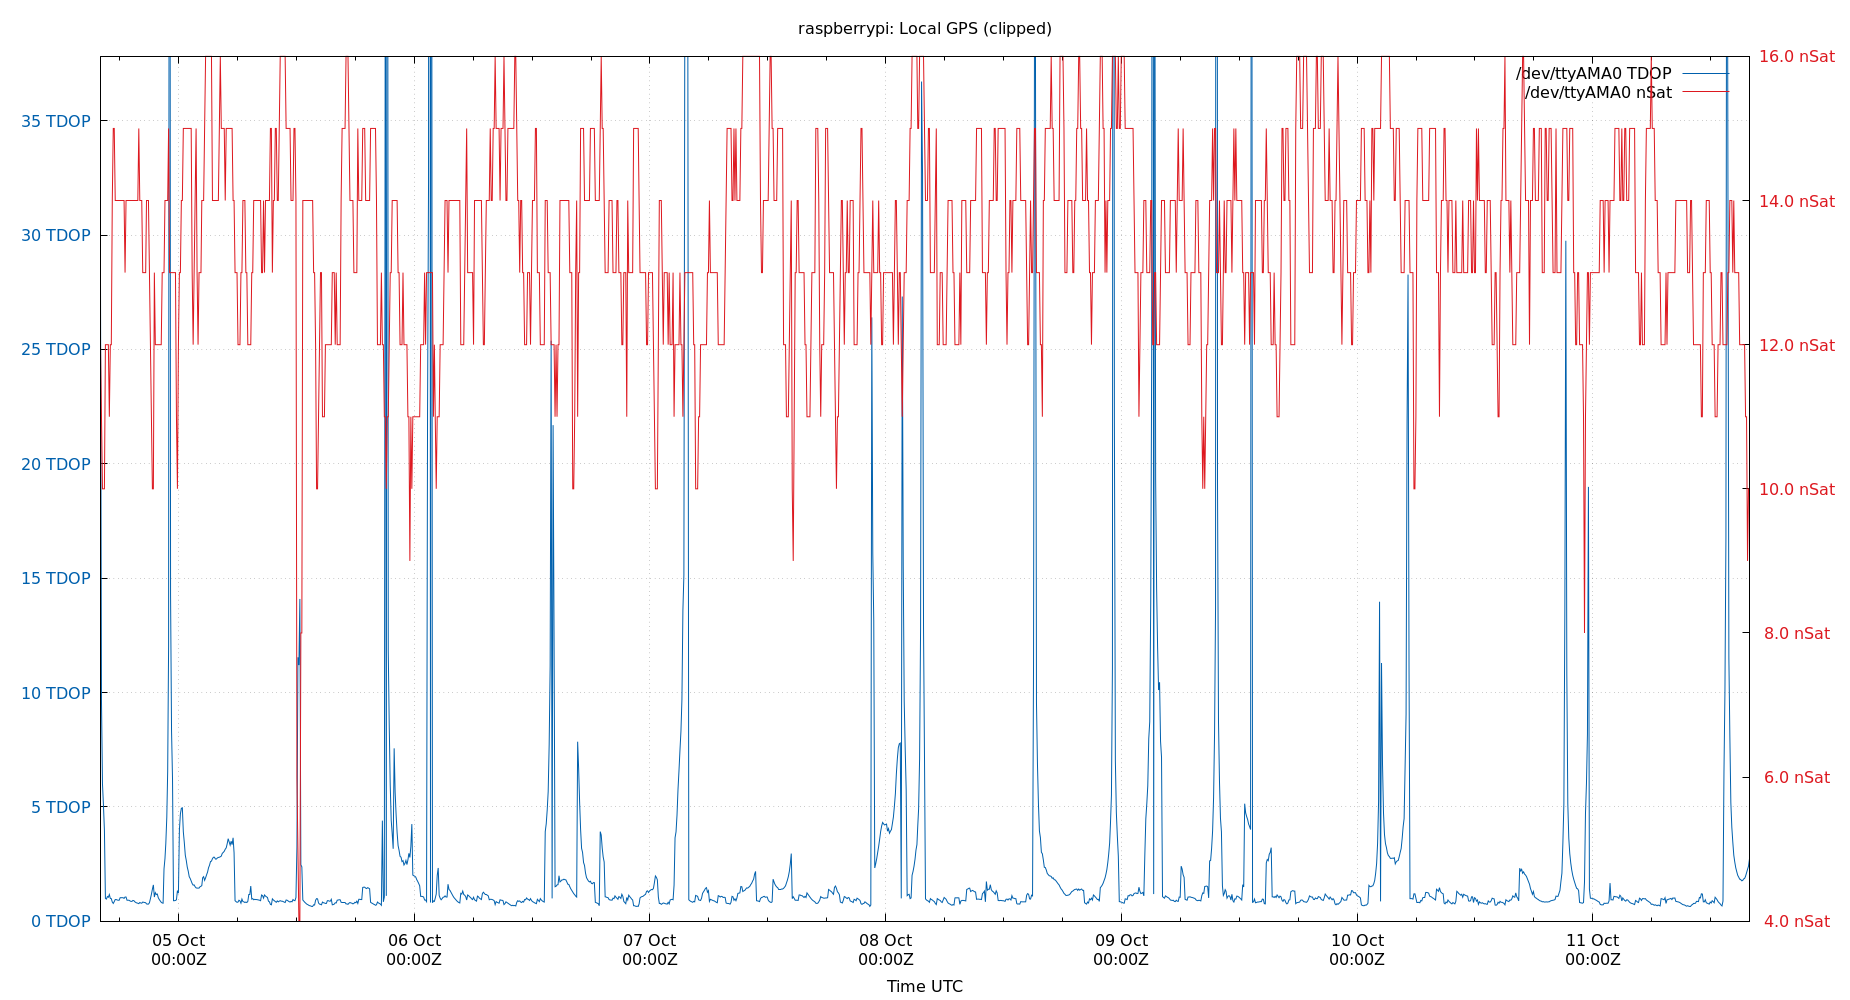 raspberrypi: Local GPS (clipped)
/dev/ttyAMA0 TDOP
/dev/ttyAMA0 nSat
35 TDOP
30 TDOP
25 TDOP
20 TDOP
15 TDOP
10 TDOP
5 TDOP
0 TDOP
16.0 nSat
14.0 nSat
12.0 nSat
10.0 nSat
8.0 nSat
6.0 nSat
4.0 nSat
05 Oct
00:00Z
06 Oct
00:00Z
07 Oct
00:00Z
08 Oct
00:00Z
09 Oct
00:00Z
10 Oct
00:00Z
11 Oct
00:00Z
Time UTC